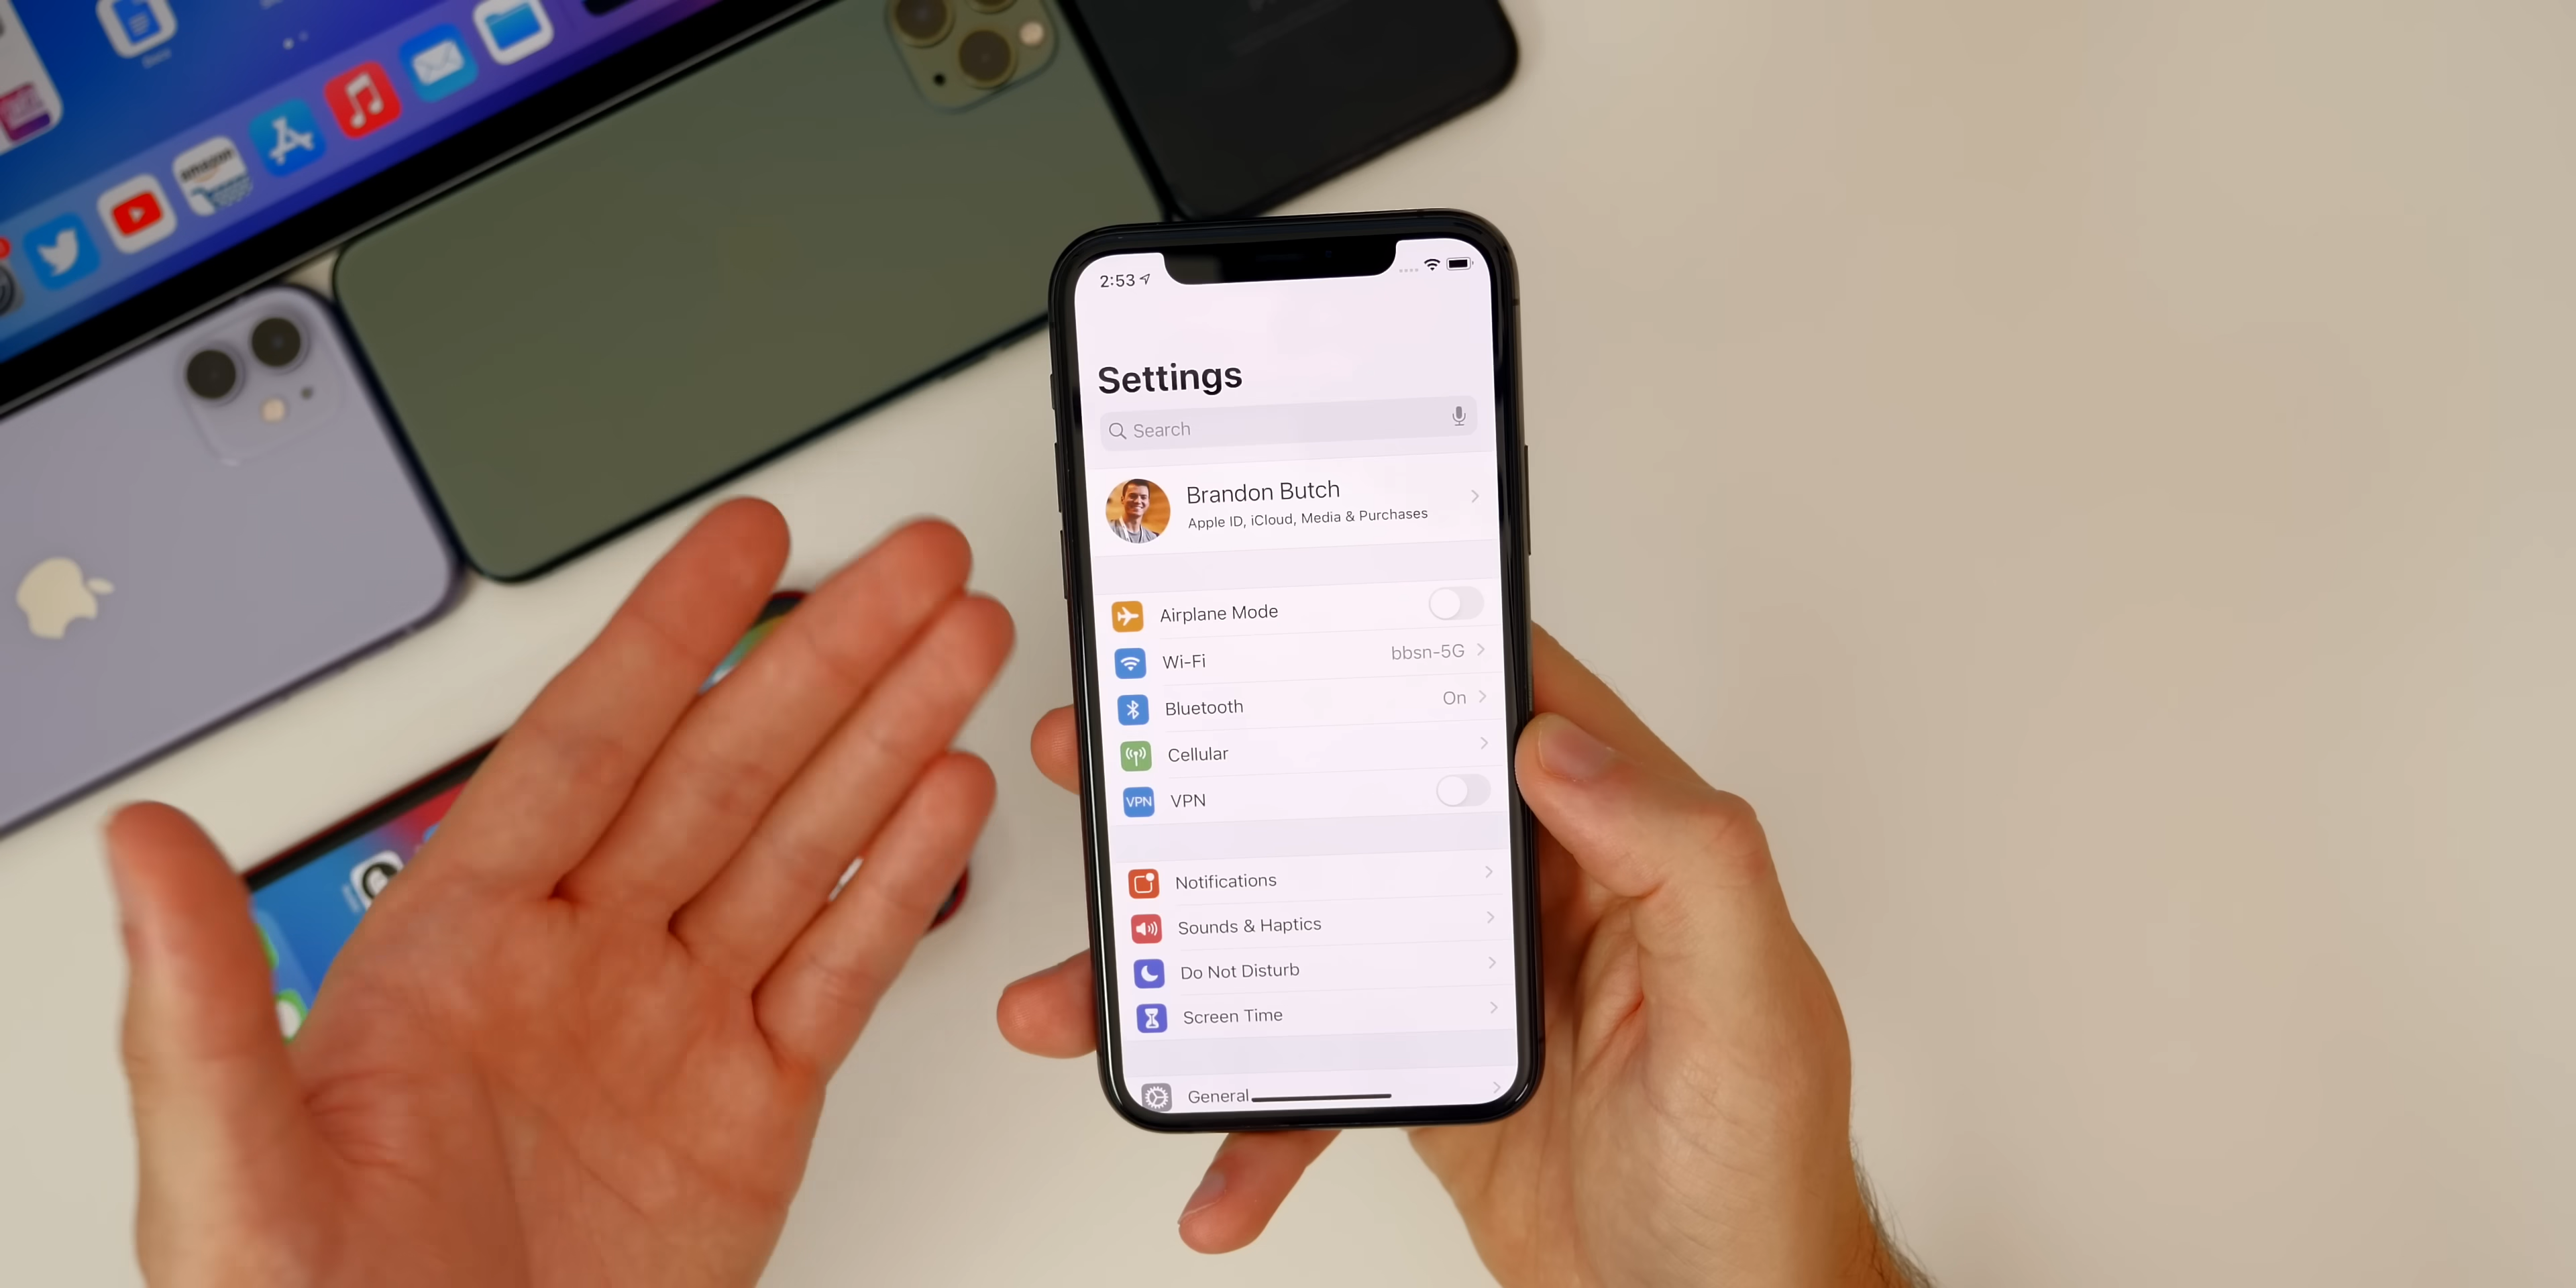 amazon
2:53
Settings
Search
Brandon Butch
Apple ID, iCloud, Media & Purchases
Airplane Mode
Wi-Fi
bbsn-5G
Bluetooth
On
Cellular
VPN
VPN
Notifications
Sounds & Haptics
Do Not Disturb
Screen Time
General